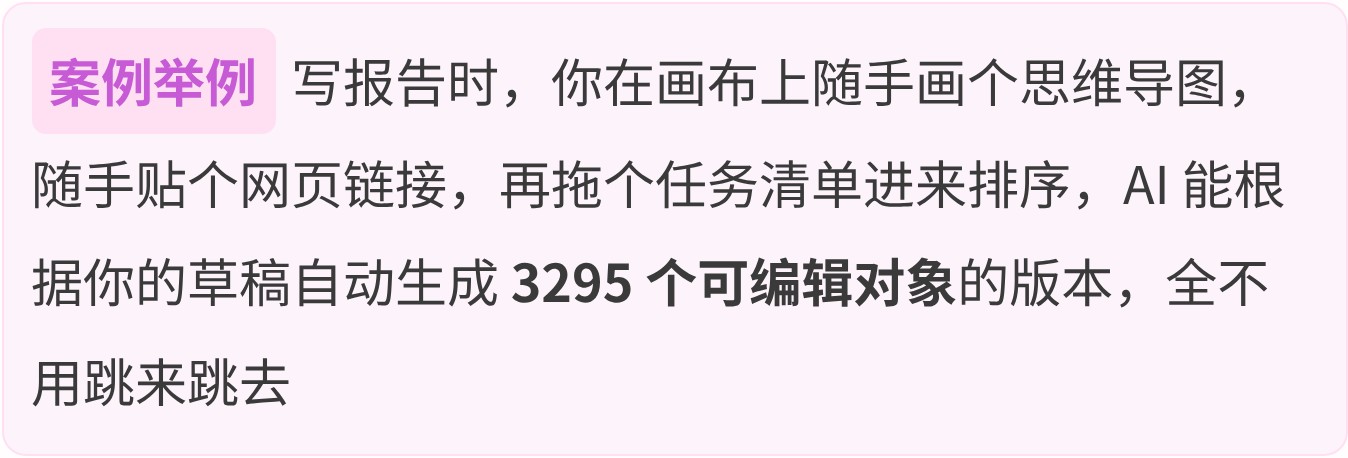 案例举例 写报告时，你在画布上随手画个思维导图，
随手贴个网页链接，再拖个任务清单进来排序，AI 能根
据你的草稿自动生成 3295 个可编辑对象的版本，全不
用跳来跳去